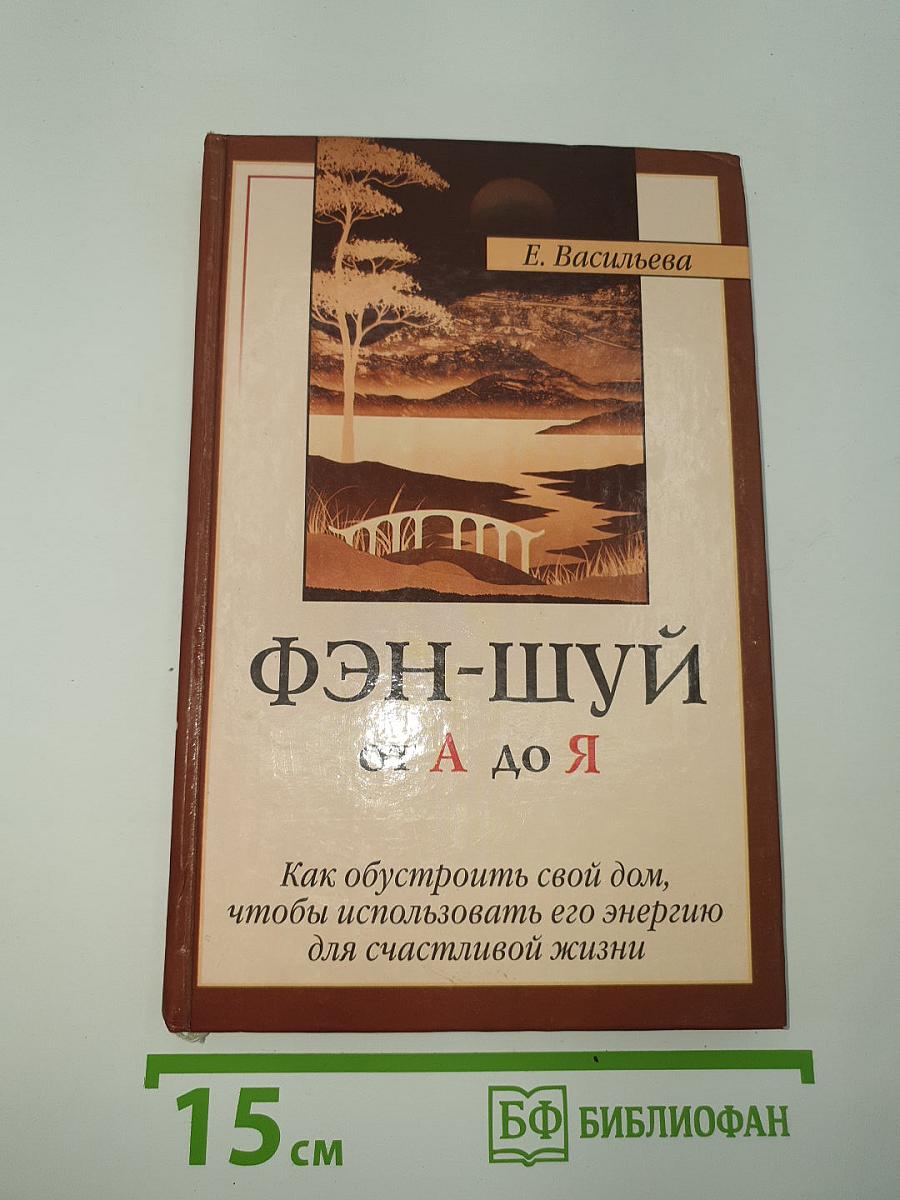 Е. Васильева
ФЭН-ШУЙ
от А до Я
Как обустроить свой дом,
чтобы использовать его энергию
для счастливой жизни
15 см
БФ БИБЛИОФАН